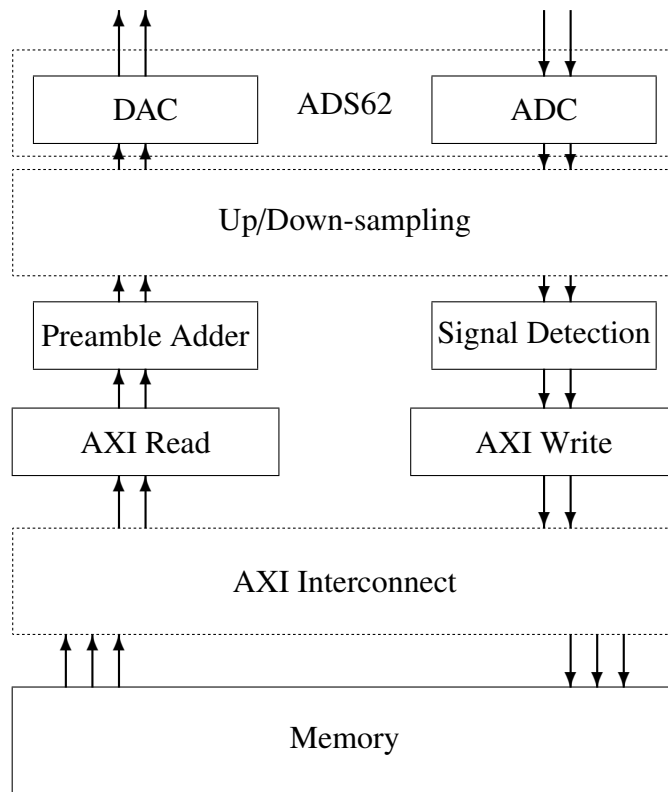 DAC
ADS62
ADC
Up/Down-sampling
Preamble Adder
Signal Detection
AXI Read
AXI Write
AXI Interconnect
Memory